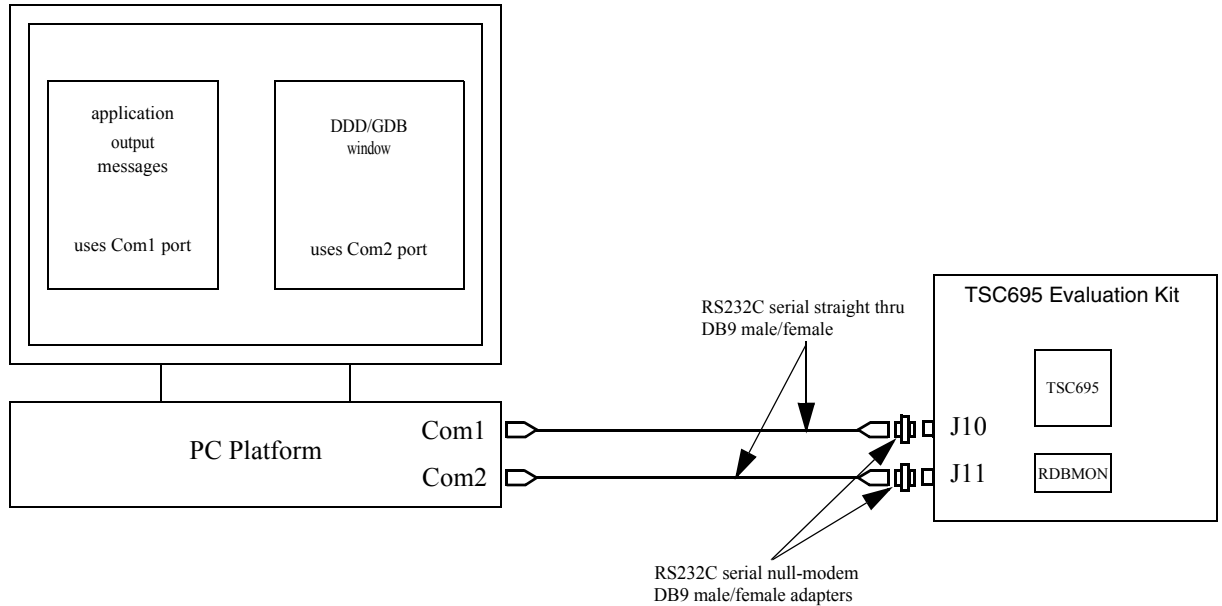 application
output
messages
uses Com1 port
DDD/GDB
window
uses Com2 port
PC Platform
Com1
Com2
RS232C serial straight thru
DB9 male/female
RS232C serial null-modem
DB9 male/female adapters
TSC695 Evaluation Kit
TSC695
J10
J11
RDBMON